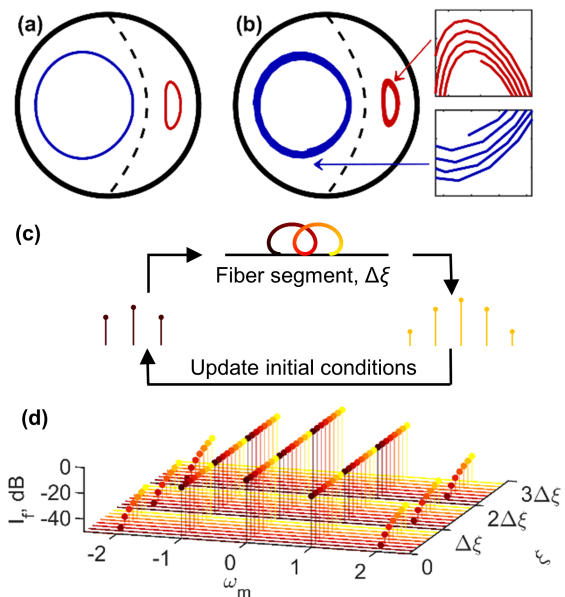 (a)
(b)
(c)
Fiber segment, Δξ
Update initial conditions
(d)
0
-20
-40
I_f, dB
-2
-1
0
1
2
ω_m
0
Δξ
2Δξ
3Δξ
ξ